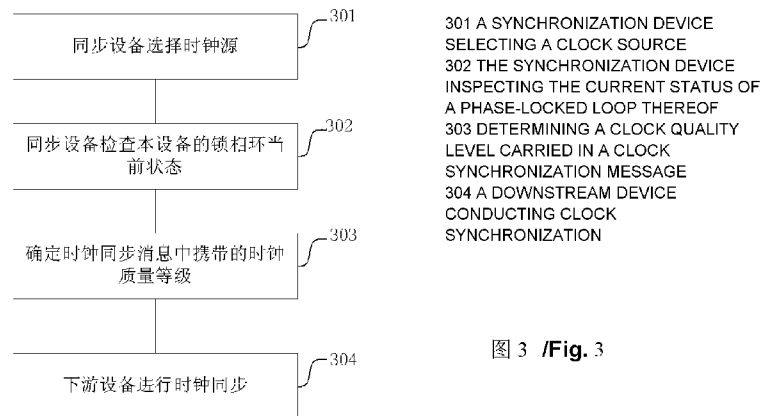 301
同步设备选择时钟源
302
同步设备检查本设备的锁相环当
前状态
303
确定时钟同步消息中携带的时钟
质量等级
304
下游设备进行时钟同步
301 A SYNCHRONIZATION DEVICE
SELECTING A CLOCK SOURCE
302 THE SYNCHRONIZATION DEVICE
INSPECTING THE CURRENT STATUS OF
A PHASE-LOCKED LOOP THEREOF
303 DETERMINING A CLOCK QUALITY
LEVEL CARRIED IN A CLOCK
SYNCHRONIZATION MESSAGE
304 A DOWNSTREAM DEVICE
CONDUCTING CLOCK
SYNCHRONIZATION
图 3 /Fig. 3